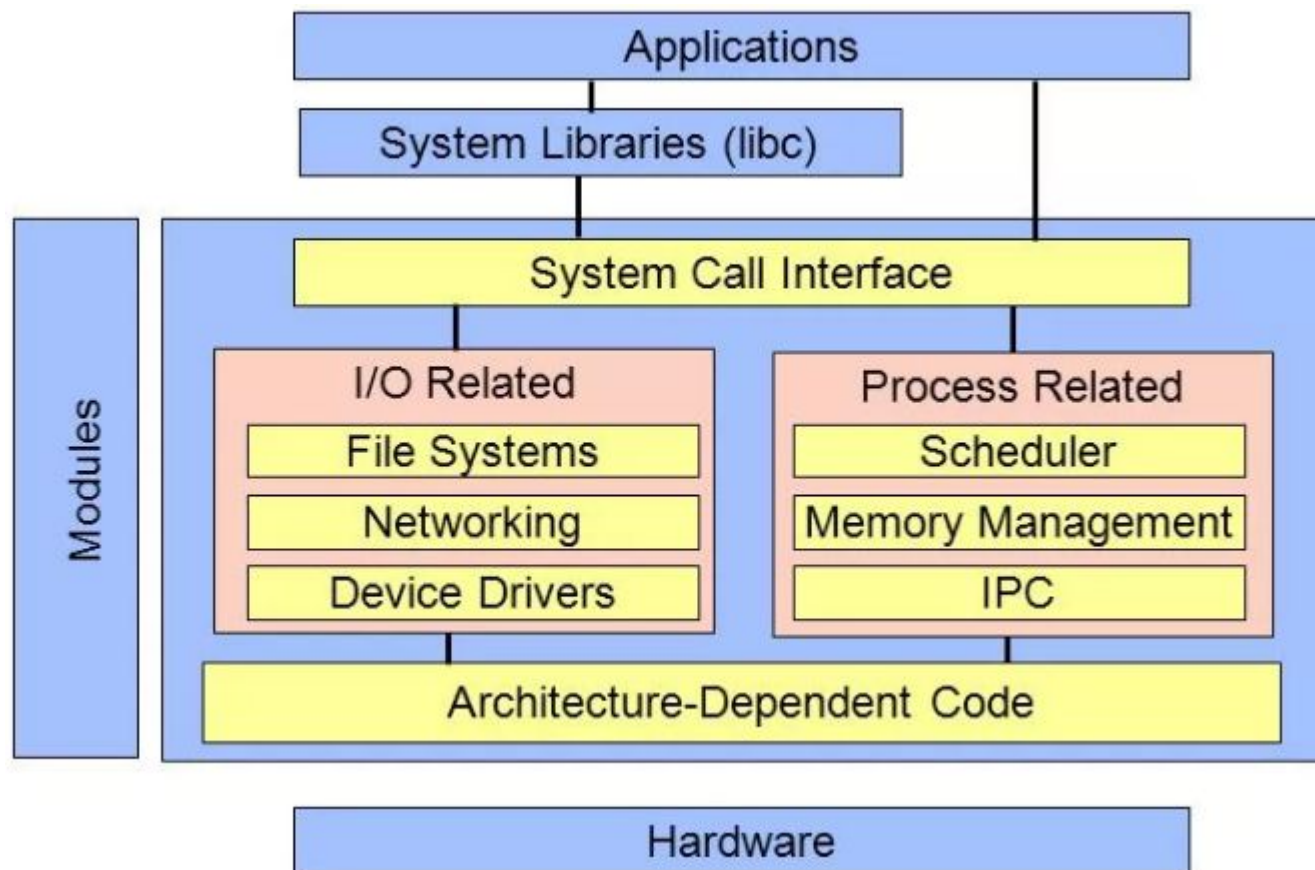 Applications
System Libraries (libc)
Modules
System Call Interface
I/O Related
File Systems
Networking
Device Drivers
Process Related
Scheduler
Memory Management
IPC
Architecture-Dependent Code
Hardware